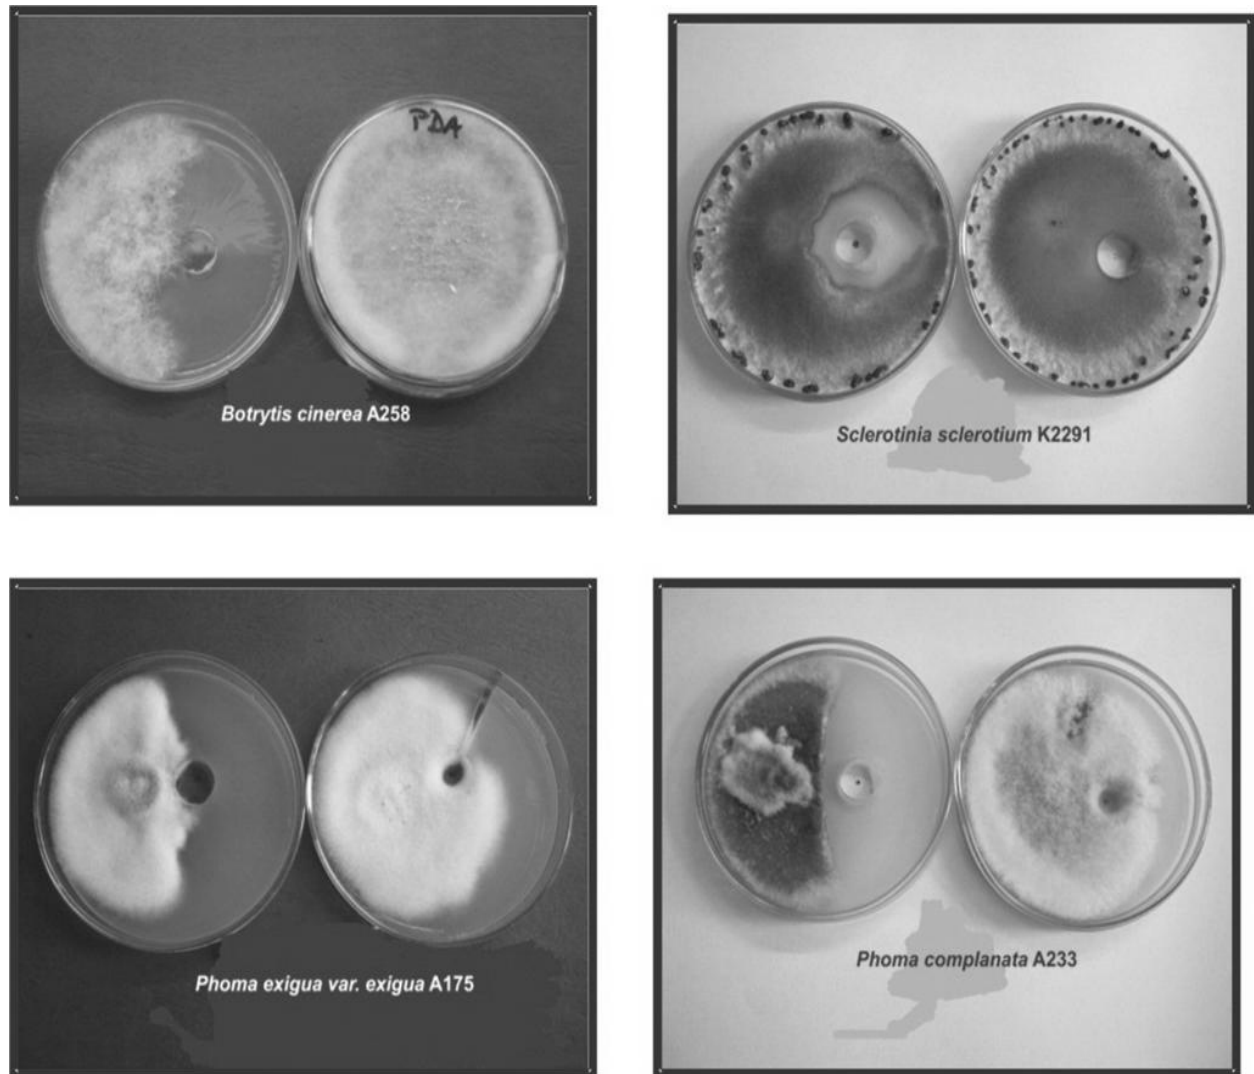 PDA
Botrytis cinerea A258
Sclerotinia sclerotium K2291
Phoma exigua var. exigua A175
Phoma complanata A233